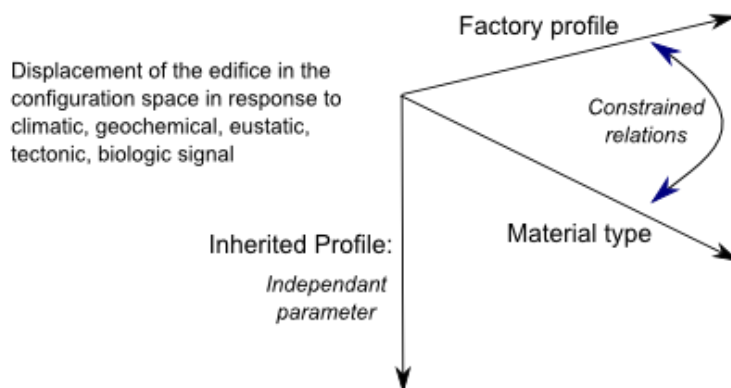 Factory profile
Displacement of the edifice in the
configuration space in response to
climatic, geochemical, eustatic,
tectonic, biologic signal
Constrained
relations
Material type
Inherited Profile:
Independant
parameter